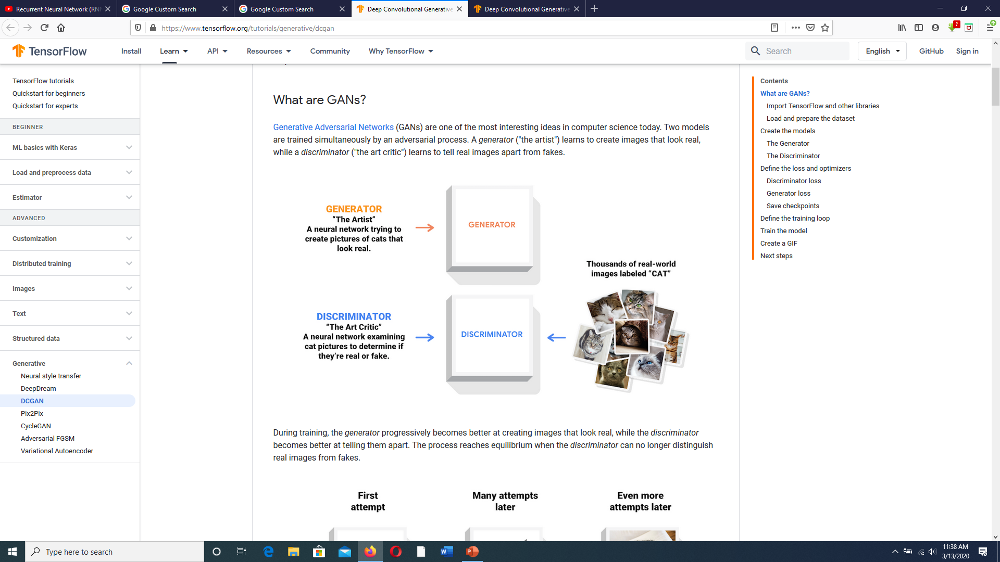 Recurrent Neural Network (RNN
Google Custom Search
Google Custom Search
Deep Convolutional Generative
Deep Convolutional Generative
https://www.tensorflow.org/tutorials/generative/dcgan
TensorFlow
Install
Learn
API
Resources
Community
Why TensorFlow
Search
English
GitHub
Sign in
TensorFlow tutorials
Quickstart for beginners
Quickstart for experts
BEGINNER
ML basics with Keras
Load and preprocess data
Estimator
ADVANCED
Customization
Distributed training
Images
Text
Structured data
Generative
Neural style transfer
DeepDream
DCGAN
Pix2Pix
CycleGAN
Adversarial FGSM
Variational Autoencoder
What are GANs?
Generative Adversarial Networks (GANs) are one of the most interesting ideas in computer science today. Two models
are trained simultaneously by an adversarial process. A generator ("the artist") learns to create images that look real,
while a discriminator ("the art critic") learns to tell real images apart from fakes.
GENERATOR
“The Artist”
A neural network trying to
create pictures of cats that
look real.
GENERATOR
Thousands of real-world
images labeled “CAT”
DISCRIMINATOR
“The Art Critic”
A neural network examining
cat pictures to determine if
they’re real or fake.
DISCRIMINATOR
During training, the generator progressively becomes better at creating images that look real, while the discriminator
becomes better at telling them apart. The process reaches equilibrium when the discriminator can no longer distinguish
real images from fakes.
First
attempt
Many attempts
later
Even more
attempts later
Contents
What are GANs?
Import TensorFlow and other libraries
Load and prepare the dataset
Create the models
The Generator
The Discriminator
Define the loss and optimizers
Discriminator loss
Generator loss
Save checkpoints
Define the training loop
Train the model
Create a GIF
Next steps
Type here to search
11:38 AM
3/13/2020